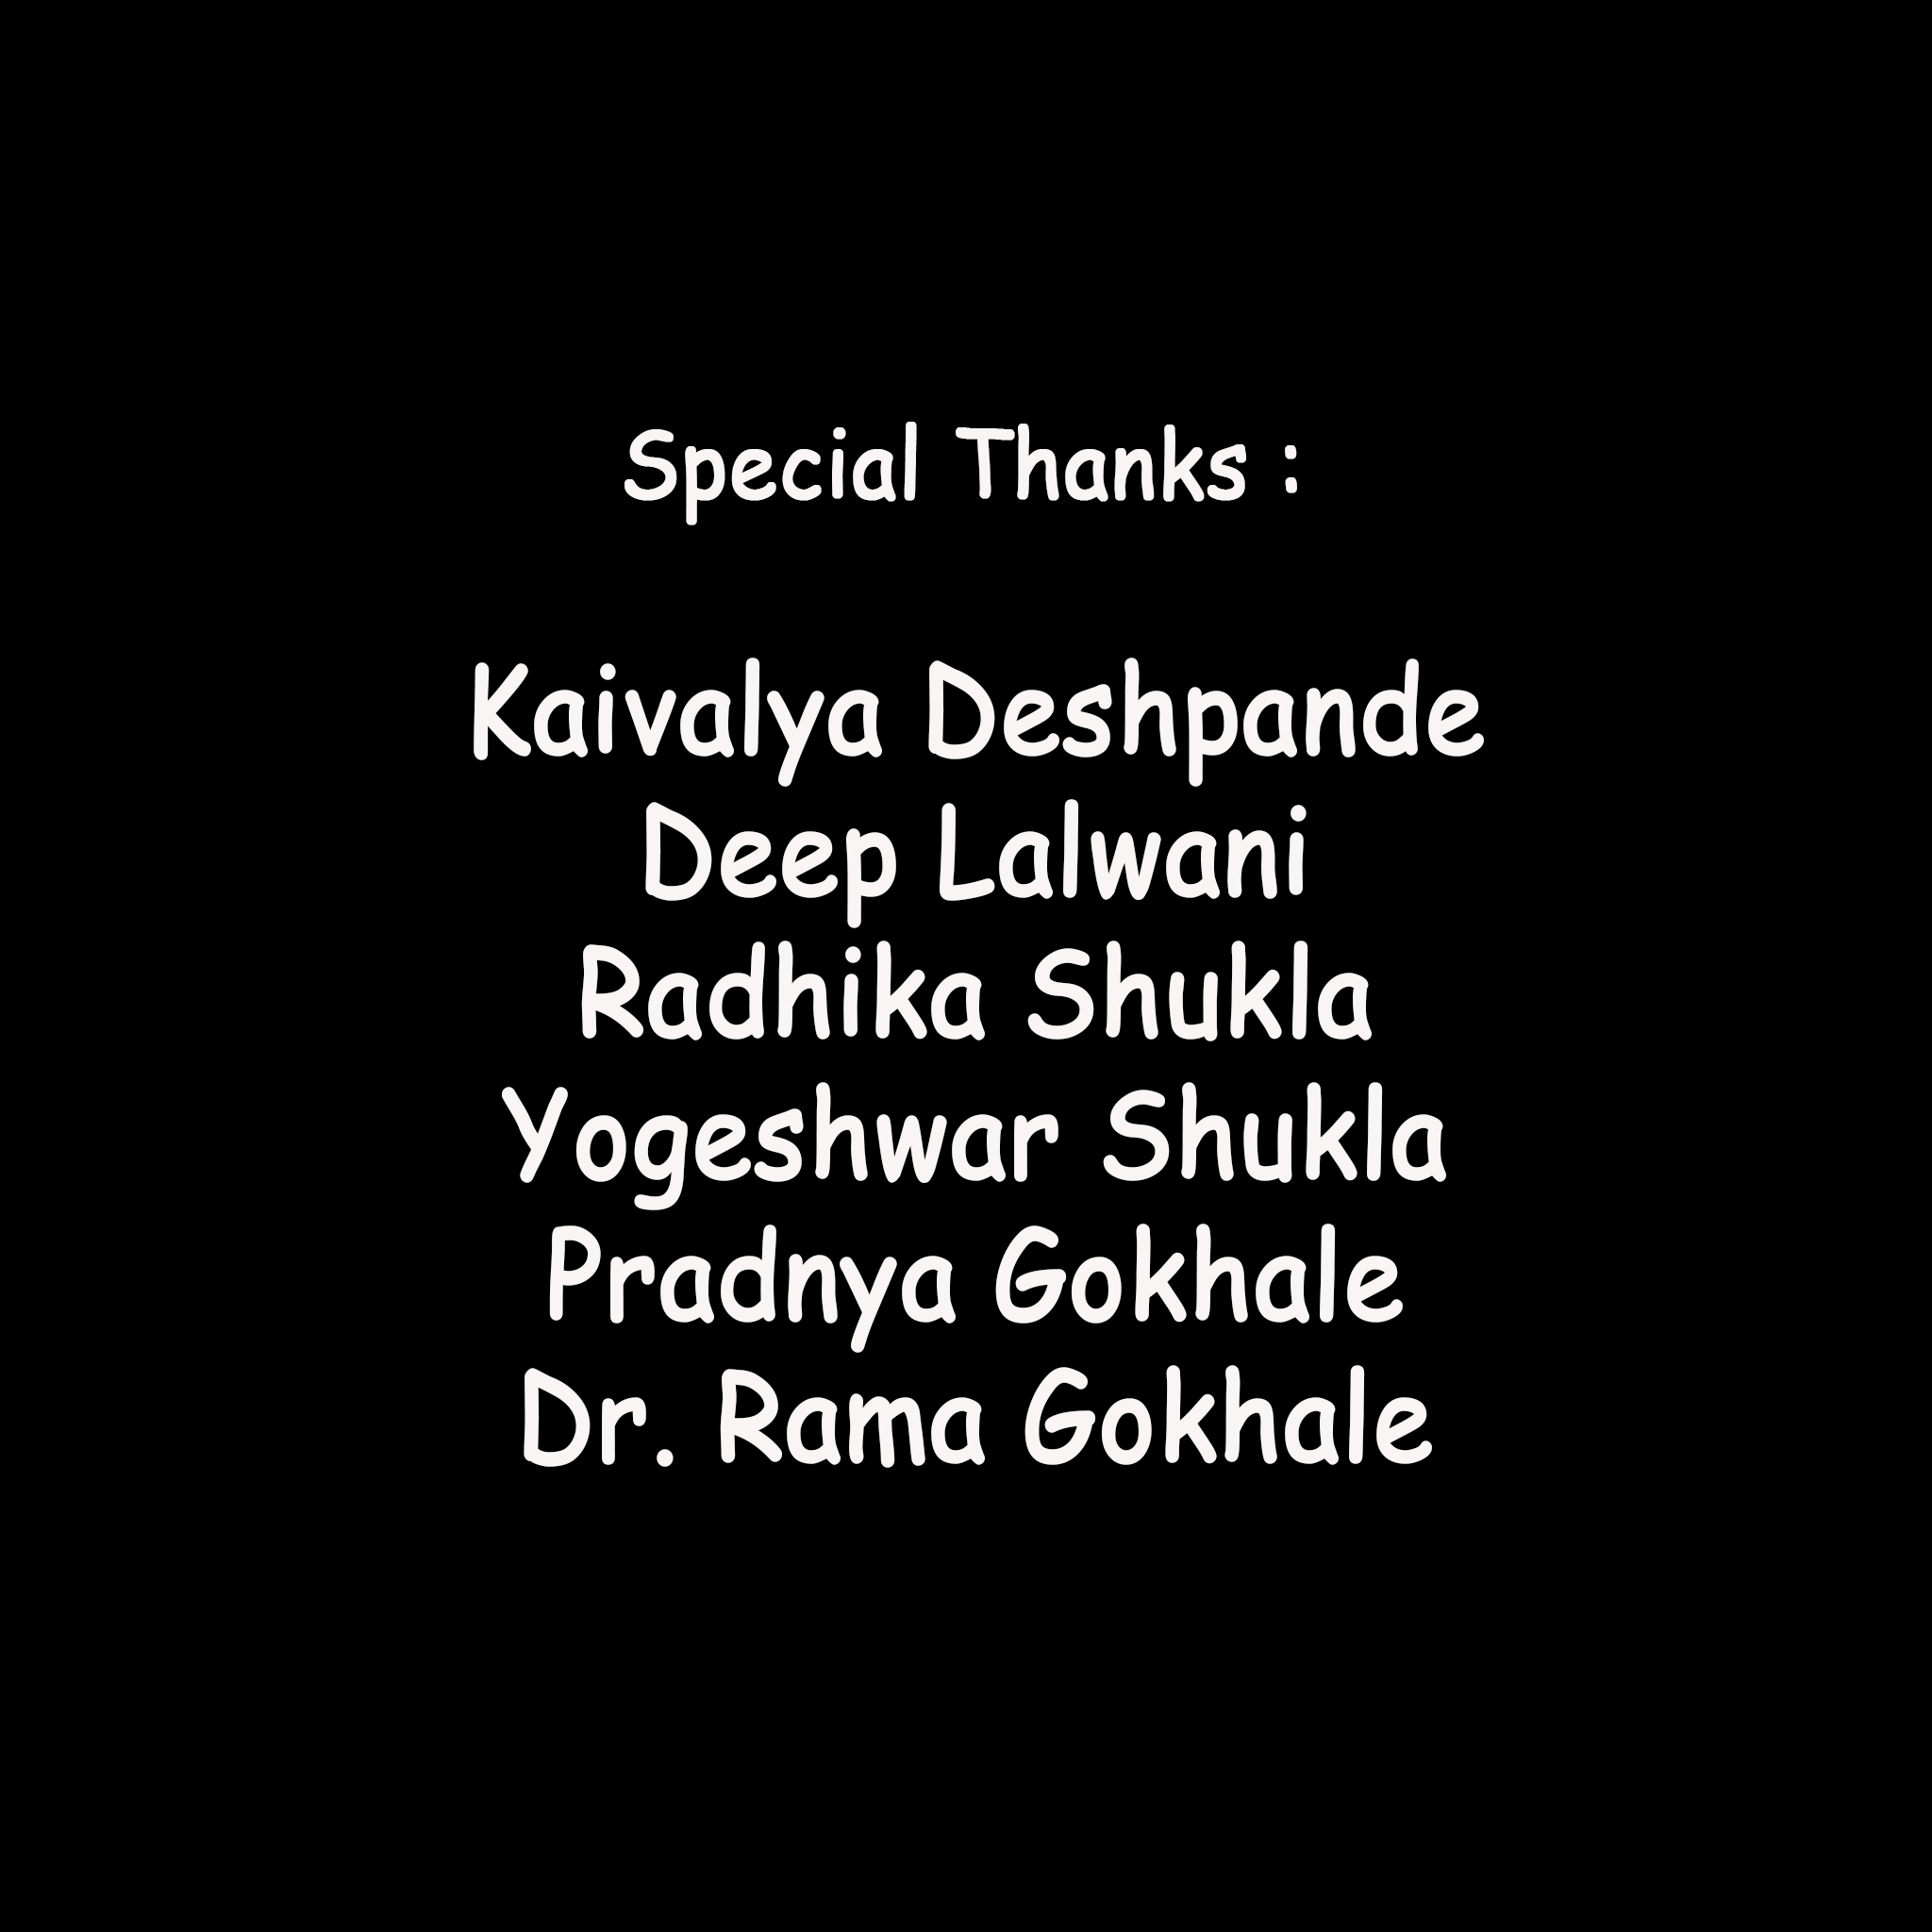 Special Thanks :
Kaivalya Deshpande
Deep Lalwani
Radhika Shukla
Yogeshwar Shukla
Pradnya Gokhale
Dr. Rama Gokhale